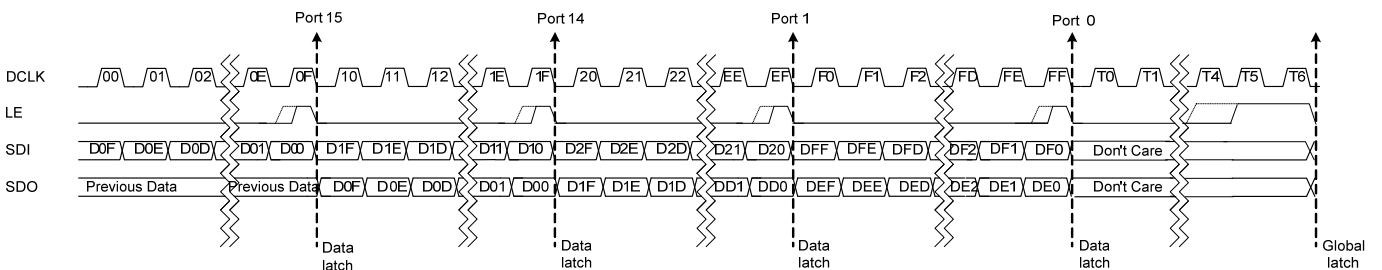 Port 15 Port 14 Port 1 Port 0
DCLK 00 01 02 0E 0F 10 11 12 1E 1F 20 21 22 EE EF F0 F1 F2 FD FE FF T0 T1 T4 T5 T6
LE
SDI D0F D0E D0D D01 D00 D1F D1E D1D D11 D10 D2F D2E D2D D21 D20 DFF DFE DFD DF2 DF1 DF0 Don't Care
SDO Previous Data Previous Data D0F D0E D0D D01 D00 D1F D1E D1D DD1 DD0 DEF DEE DED DE2 DE1 DE0 Don't Care
Data Data Data Data Global
latch latch latch latch latch